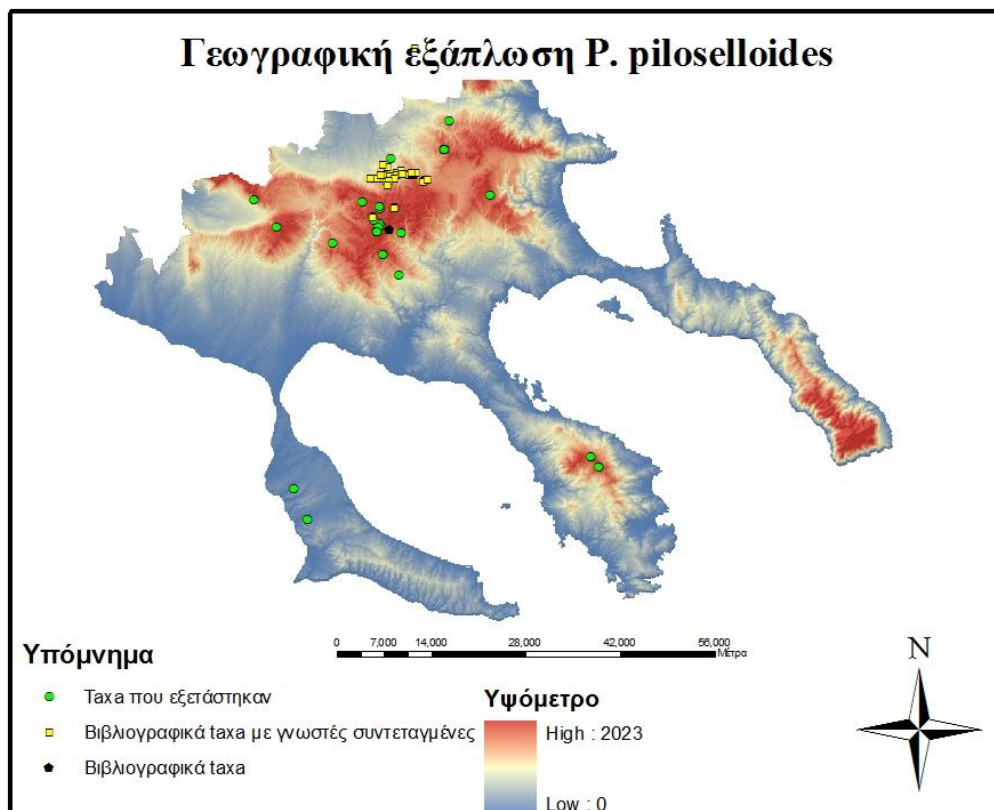 Γεωγραφική εξάπλωση P. piloselloides
0 7,000 14,000 28,000 42,000 56,000
Μέτρα
Υπόμνημα
Taxa που εξετάστηκαν
Βιβλιογραφικά taxa με γνωστές συντεταγμένες
Βιβλιογραφικά taxa
Υψόμετρο
High : 2023
Low : 0
N